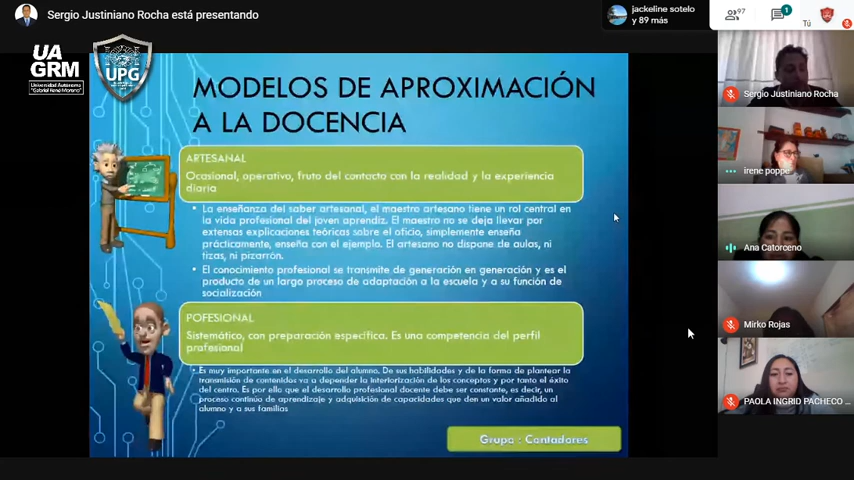 Sergio Justiniano Rocha está presentando
jackeline sotelo
y 89 más
97
1
Tú
UA
GRM
Universidad Autónoma
"Gabriel René Moreno"
UPG
MODELOS DE APROXIMACIÓN
A LA DOCENCIA
ARTESANAL
Ocasional, operativo, fruto del contacto con la realidad y la experiencia
diaria
• La enseñanza del saber artesanal, el maestro artesano tiene un rol central en
la vida profesional del joven aprendiz. El maestro no se deja llevar por
extensas explicaciones teóricas sobre el oficio, simplemente enseña
prácticamente, enseña con el ejemplo. El artesano no dispone de aulas, ni
tizas, ni pizarrón.
• El conocimiento profesional se transmite de generación en generación y es el
producto de un largo proceso de adaptación a la escuela y a su función de
socialización
POFESIONAL
Sistemático, con preparación específica. Es una competencia del perfil
profesional
• Es muy importante en el desarrollo del alumno. De sus habilidades y de la forma de plantear la
transmisión de contenidos va a depender la interiorización de los conceptos y por tanto el éxito
del centro. Es por ello que el desarrollo profesional docente debe ser constante, es decir, un
proceso continúa de aprendizaje y adquisición de capacidades que den un valor añadido al
alumno y a sus familias
Grupo : Contadores
Sergio Justiniano Rocha
irene poppe
Ana Catorceno
Mirko Rojas
PAOLA INGRID PACHECO ...